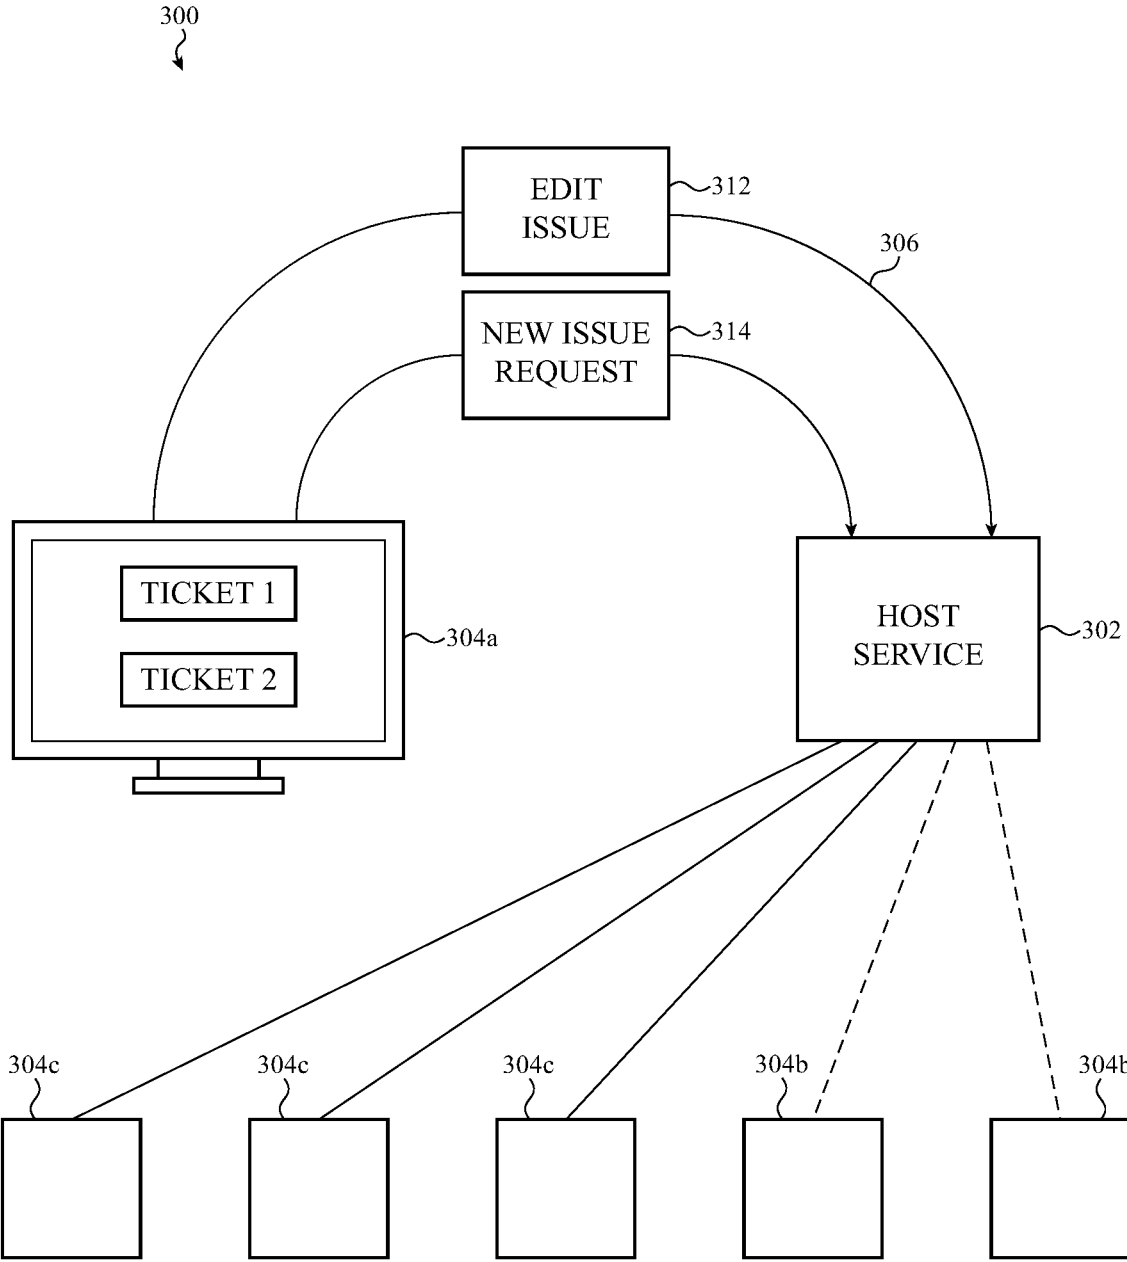 300
EDIT
ISSUE
312
306
NEW ISSUE
REQUEST
314
TICKET 1
TICKET 2
304a
HOST
SERVICE
302
304c
304c
304c
304b
304b